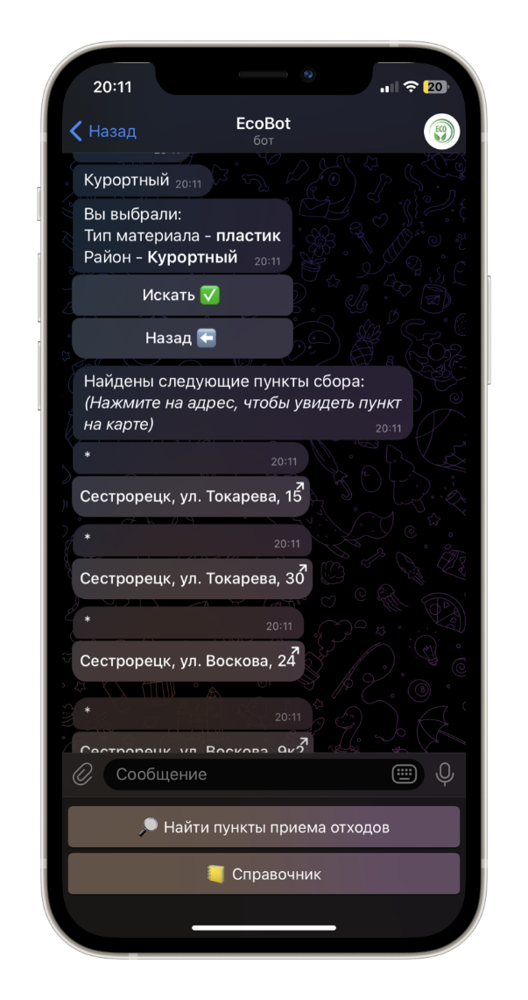 20:11
20
Назад
EcoBot
бот
ECO
Курортный 20:11
Вы выбрали:
Тип материала - пластик
Район - Курортный 20:11
Искать ✅
Назад ⬅️
Найдены следующие пункты сбора:
(Нажмите на адрес, чтобы увидеть пункт
на карте) 20:11
* 20:11
Сестрорецк, ул. Токарева, 15
* 20:11
Сестрорецк, ул. Токарева, 30
* 20:11
Сестрорецк, ул. Воскова, 24
* 20:11
Сестрорецк, ул. Воскова, 9к2
Сообщение
🔎 Найти пункты приема отходов
📒 Справочник